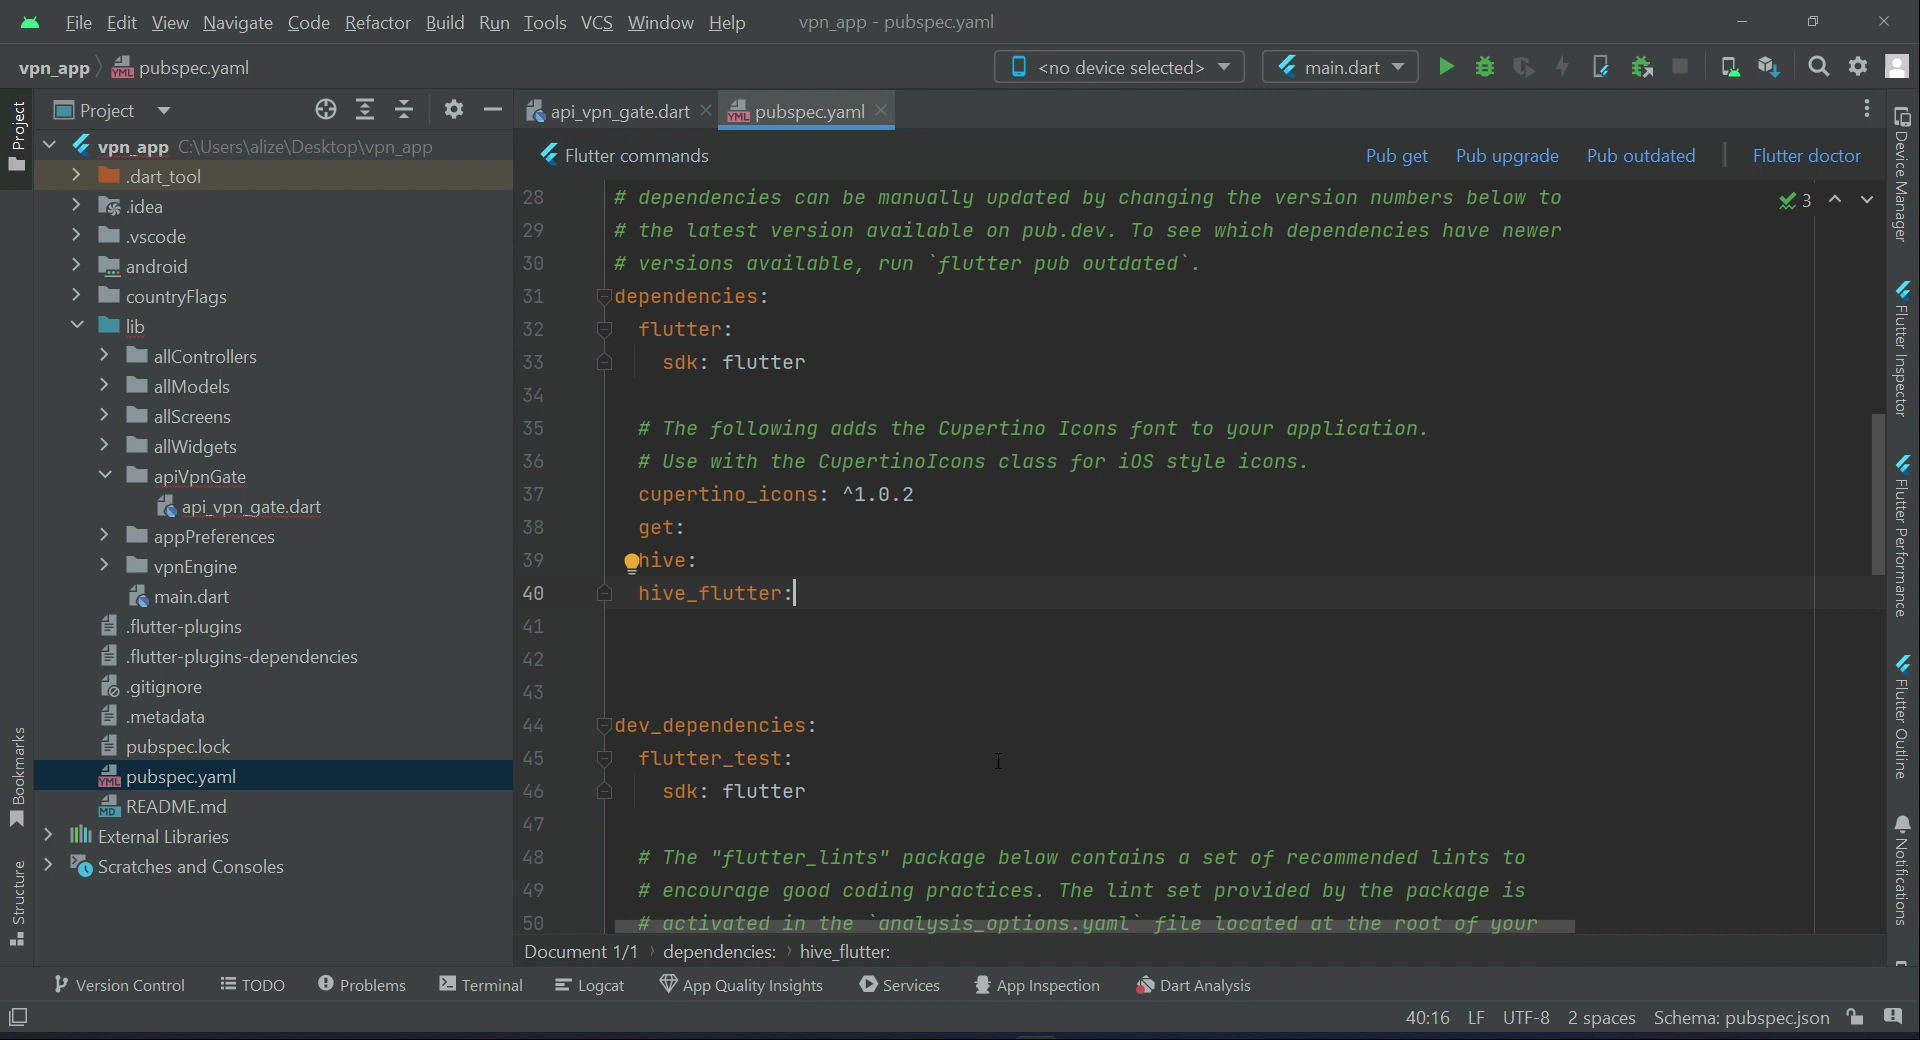 File Edit View Navigate Code Refactor Build Run Tools VCS Window Help vpn_app - pubspec.yaml
vpn_app pubspec.yaml <no device selected> main.dart
Project
Project
api_vpn_gate.dart pubspec.yaml
vpn_app C:\Users\alize\Desktop\vpn_app
Flutter commands Pub get Pub upgrade Pub outdated Flutter doctor
.dart_tool
.idea
.vscode
android
countryFlags
lib
allControllers
allModels
allScreens
allWidgets
apiVpnGate
api_vpn_gate.dart
appPreferences
vpnEngine
main.dart
.flutter-plugins
.flutter-plugins-dependencies
.gitignore
.metadata
pubspec.lock
pubspec.yaml
README.md
External Libraries
Scratches and Consoles
28 # dependencies can be manually updated by changing the version numbers below to
29 # the latest version available on pub.dev. To see which dependencies have newer
30 # versions available, run `flutter pub outdated`.
31 dependencies:
32 flutter:
33 sdk: flutter
34
35 # The following adds the Cupertino Icons font to your application.
36 # Use with the CupertinoIcons class for iOS style icons.
37 cupertino_icons: ^1.0.2
38 get:
39 hive:
40 hive_flutter:
41
42
43
44 dev_dependencies:
45 flutter_test:
46 sdk: flutter
47
48 # The "flutter_lints" package below contains a set of recommended lints to
49 # encourage good coding practices. The lint set provided by the package is
50 # activated in the `analysis_options.yaml` file located at the root of your
3
Document 1/1 dependencies: hive_flutter:
Bookmarks
Structure
Device Manager
Flutter Inspector
Flutter Performance
Flutter Outline
Notifications
Version Control TODO Problems Terminal Logcat App Quality Insights Services App Inspection Dart Analysis
40:16 LF UTF-8 2 spaces Schema: pubspec.json